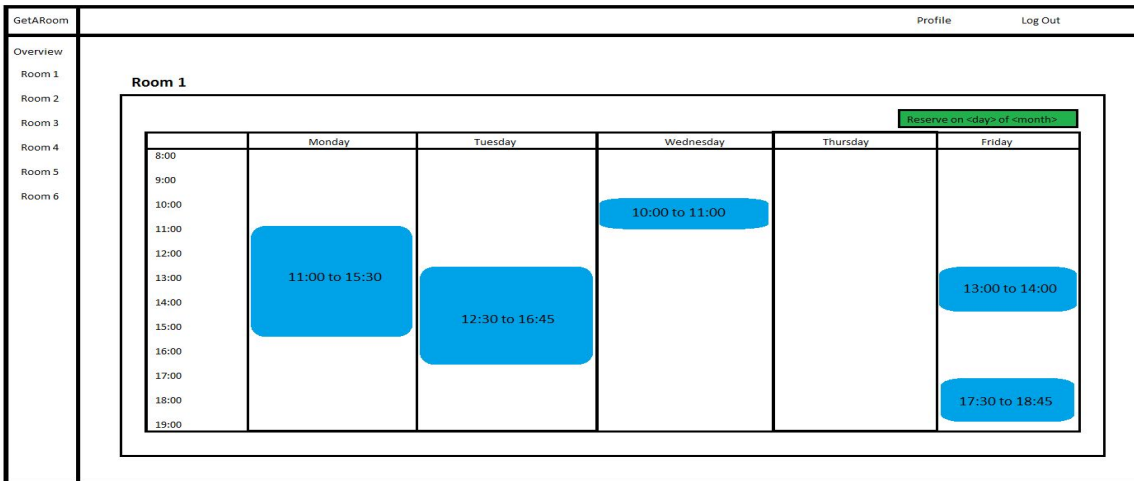 GetARoom
Profile
Log Out
Overview
Room 1
Room 2
Room 3
Room 4
Room 5
Room 6
Room 1
Reserve on <day> of <month>
Monday Tuesday Wednesday Thursday Friday
8:00
9:00
10:00
11:00
12:00
13:00
14:00
15:00
16:00
17:00
18:00
19:00
11:00 to 15:30
12:30 to 16:45
10:00 to 11:00
13:00 to 14:00
17:30 to 18:45